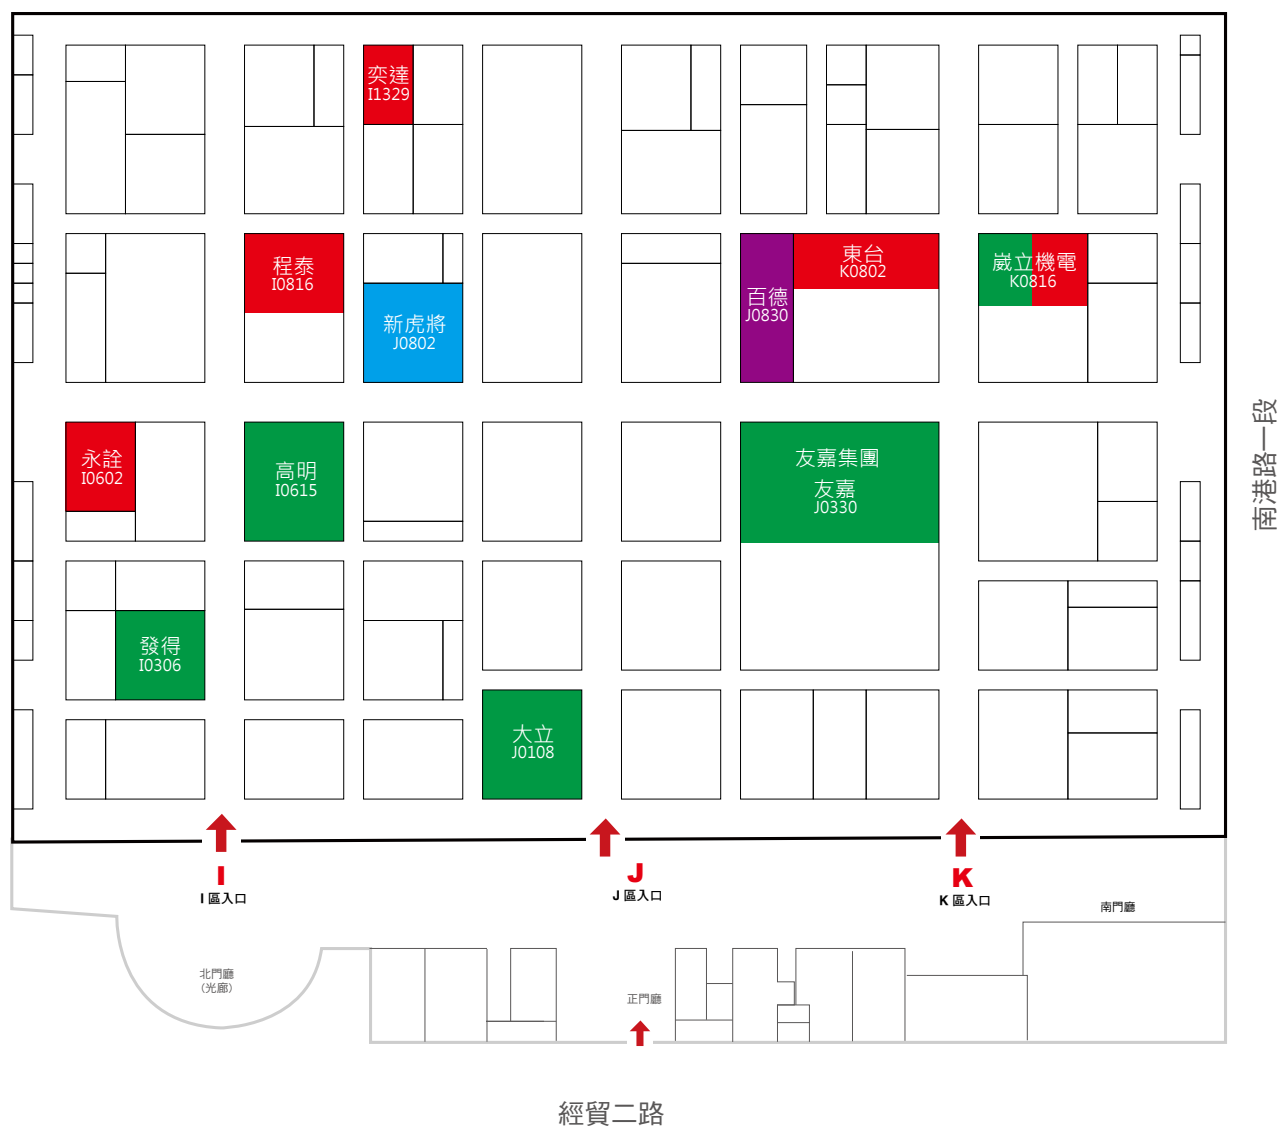 奕達
I1329
程泰
I0816
新虎將
J0802
百德
J0830
東台
K0802
崴立機電
K0816
永詮
I0602
高明
I0615
友嘉集團
友嘉
J0330
發得
I0306
大立
J0108
南港路一段
I
I 區入口
J
J 區入口
K
K 區入口
南門廳
北門廳
(光廊)
正門廳
經貿二路